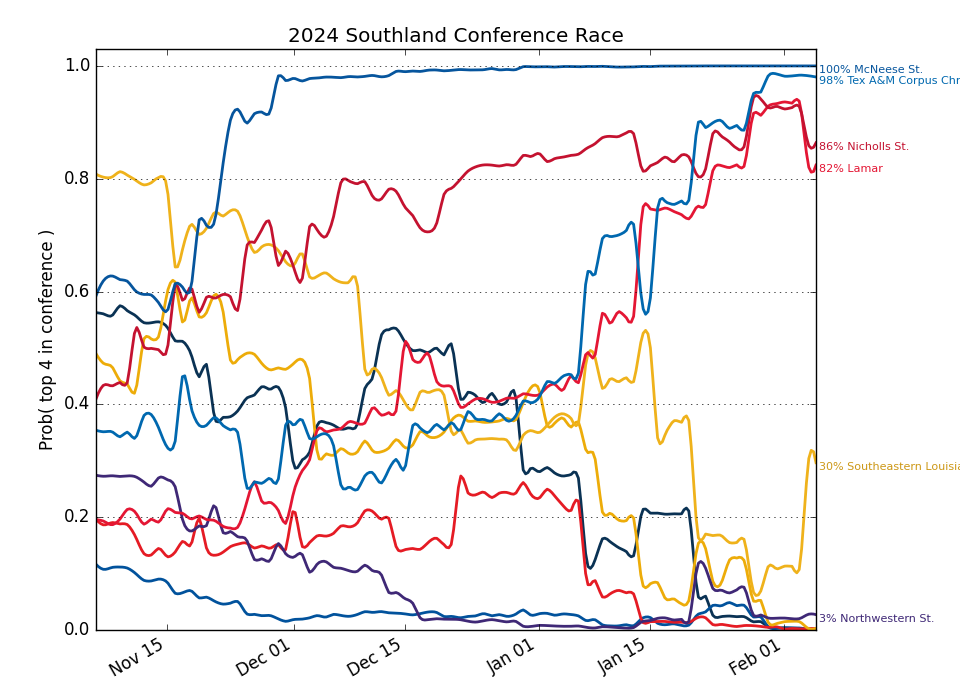 2024 Southland Conference Race
Prob( top 4 in conference )
1.0
0.8
0.6
0.4
0.2
0.0
Nov 15
Dec 01
Dec 15
Jan 01
Jan 15
Feb 01
100% McNeese St.
98% Tex A&M Corpus Chr
86% Nicholls St.
82% Lamar
30% Southeastern Louisia
3% Northwestern St.